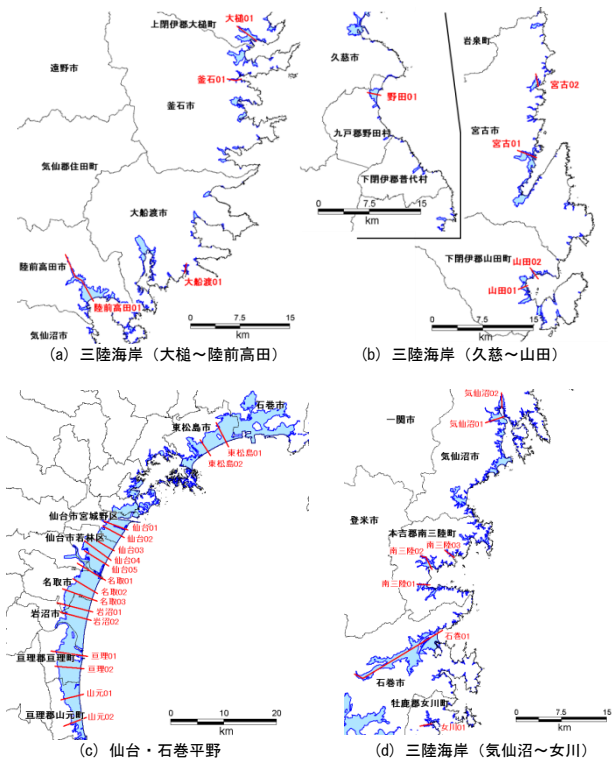 上閉伊郡大槌町
大槌01
遠野市
釜石01
釜石市
気仙郡住田町
大船渡市
陸前高田市
大船渡01
陸前高田01
気仙沼市
0 7.5 15
km
(a) 三陸海岸（大槌～陸前高田）
久慈市
野田01
九戸郡野田村
下閉伊郡普代村
0 7.5 15
km
岩泉町
宮古02
宮古市
宮古01
下閉伊郡山田町
山田02
山田01
0 7.5 15
km
(b) 三陸海岸（久慈～山田）
石巻市
東松島市
東松島01
東松島02
仙台市宮城野区
仙台01
仙台02
仙台市若林区
仙台03
仙台04
仙台05
名取市
名取01
名取02
名取03
岩沼市
岩沼01
岩沼02
亘理郡亘理町
亘理01
亘理02
山元01
亘理郡山元町
山元02
0 10 20
km
(c) 仙台・石巻平野
一関市
気仙沼02
気仙沼01
気仙沼市
登米市
本吉郡南三陸町
南三陸03
南三陸02
南三陸01
石巻01
石巻市
牡鹿郡女川町
女川01
0 7.5 15
km
(d) 三陸海岸（気仙沼～女川）